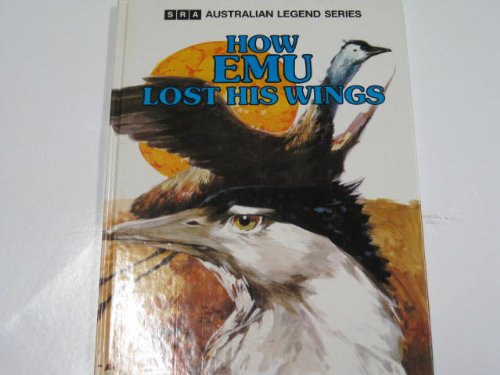 SRA AUSTRALIAN LEGEND SERIES
HOW
EMU
LOST HIS WINGS